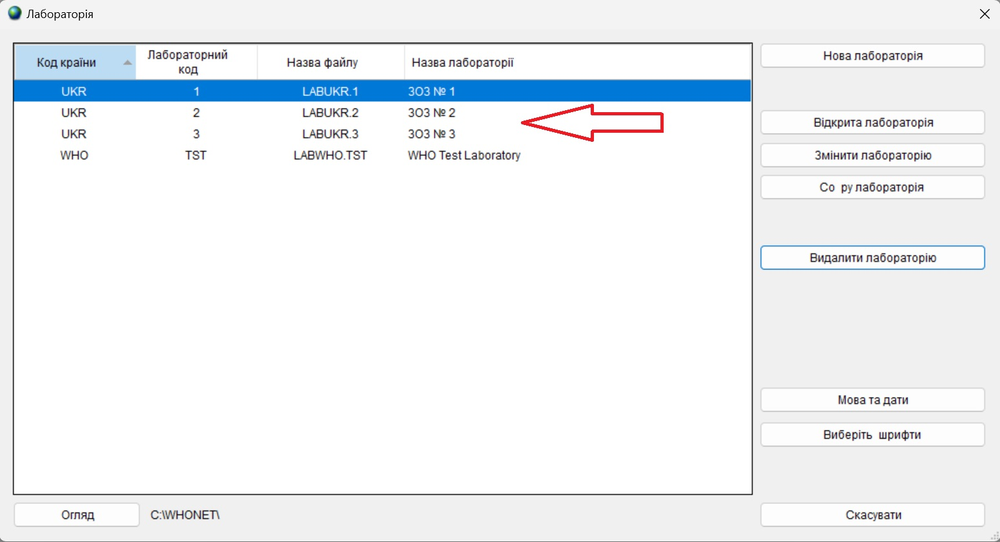 Лабораторія
Код країни
Лабораторний
код
Назва файлу
Назва лабораторії
UKR 1 LABUKR.1 ЗОЗ № 1
UKR 2 LABUKR.2 ЗОЗ № 2
UKR 3 LABUKR.3 ЗОЗ № 3
WHO TST LABWHO.TST WHO Test Laboratory
Нова лабораторія
Відкрита лабораторія
Змінити лабораторію
Со ру лабораторія
Видалити лабораторію
Мова та дати
Виберіть шрифти
Огляд
C:\WHONET\
Скасувати